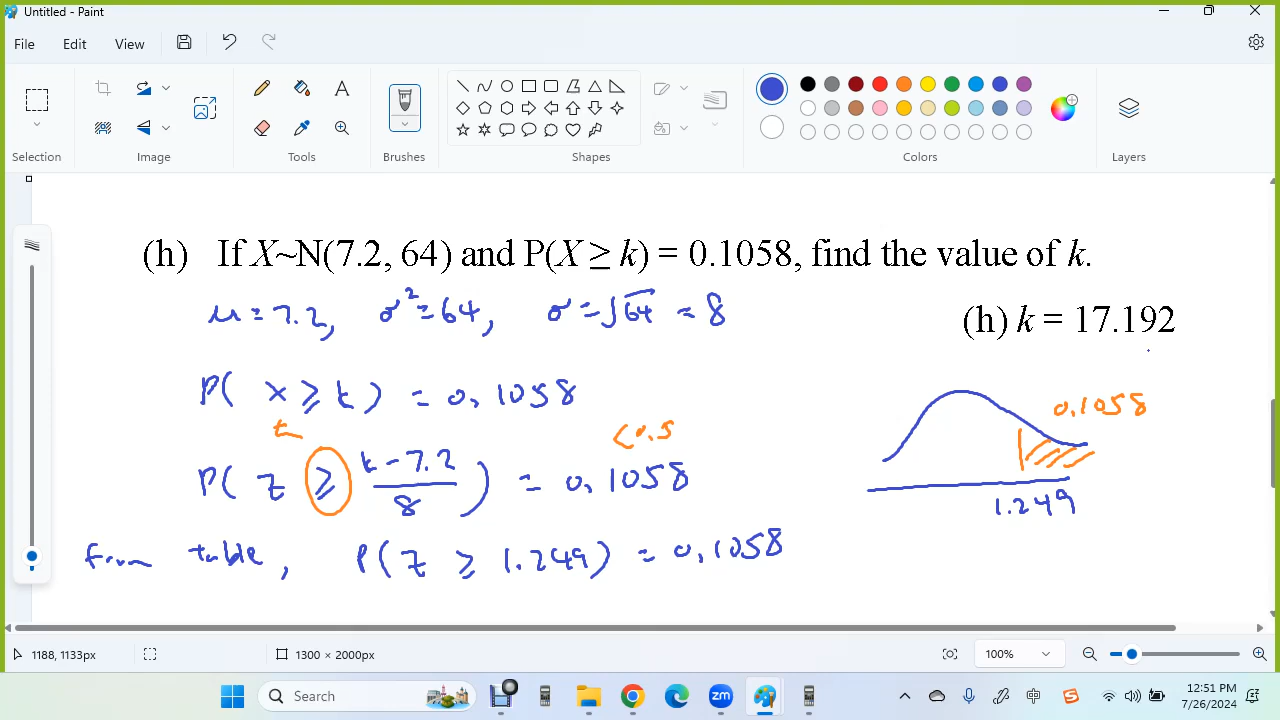 Untitled - Paint
File Edit View
Selection Image Tools Brushes Shapes Colors Layers
(h) If X~N(7.2, 64) and P(X ≥ k) = 0.1058, find the value of k.
μ = 7.2, σ² = 64, σ = √64 = 8
(h) k = 17.192
P( X ≥ k ) = 0.1058
0.1058
< 0.5
P( Z ≥ (k - 7.2)/8 ) = 0.1058
1.249
From table, P( Z ≥ 1.249 ) = 0.1058
1188, 1133px
1300 × 2000px
100%
Search
zm
中
12:51 PM
7/26/2024